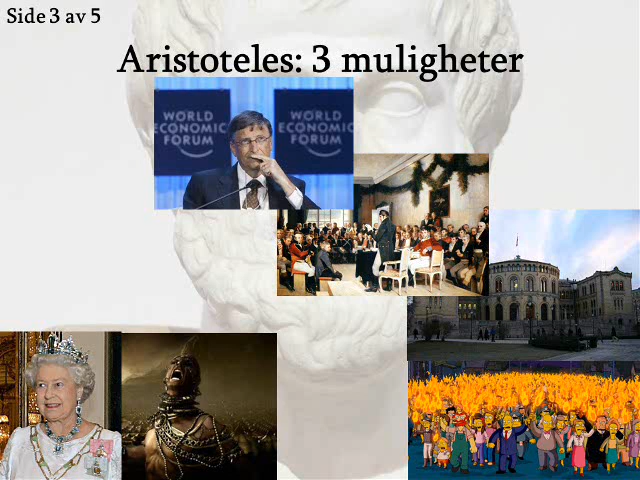 Side 3 av 5
Aristoteles: 3 muligheter
WORLD
ECONOMIC
FORUM
WORLD
ECONOMIC
FORUM